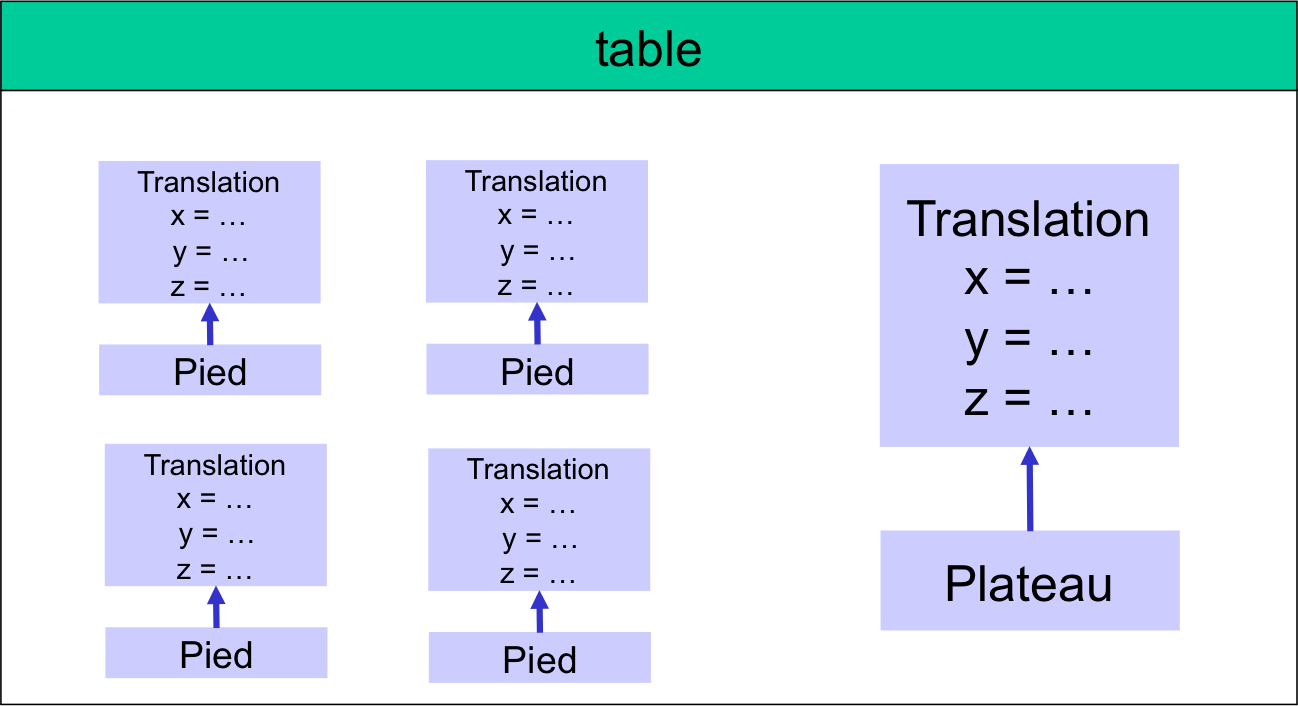 table
Translation
x = …
y = …
z = …
Pied
Translation
x = …
y = …
z = …
Pied
Translation
x = …
y = …
z = …
Pied
Translation
x = …
y = …
z = …
Pied
Translation
x = …
y = …
z = …
Plateau